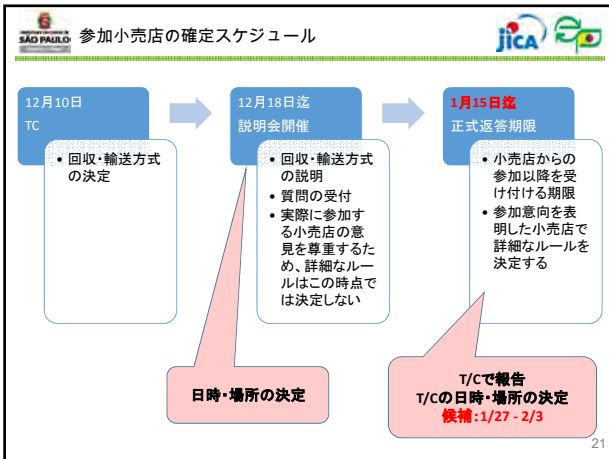 SÃO PAULO
参加小売店の確定スケジュール
jICA
12月10日
TC
• 回収・輸送方式
の決定
12月18日迄
説明会開催
• 回収・輸送方式
の説明
• 質問の受付
• 実際に参加す
る小売店の意
見を尊重するた
め、詳細なルー
ルはこの時点で
は決定しない
1月15日迄
正式返答期限
• 小売店からの
参加以降を受
け付ける期限
• 参加意向を表
明した小売店で
詳細なルールを
決定する
日時・場所の決定
T/Cで報告
T/Cの日時・場所の決定
候補：1/27 - 2/3
21